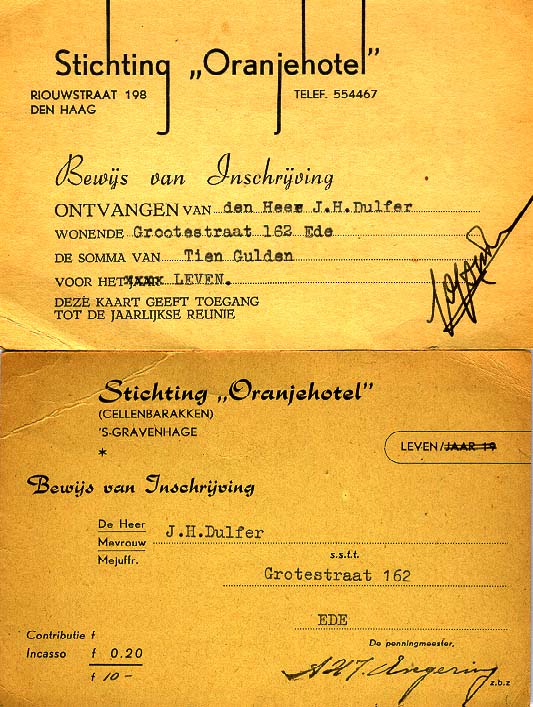 Stichting „Oranjehotel"
RIOUWSTRAAT 198 TELEF. 554467
DEN HAAG
Bewijs van Inschrijving
ONTVANGEN VAN den Heer J.H.Dulfer
WONENDE Grootestraat 162 Ede
DE SOMMA VAN Tien Gulden
VOOR HET xxxx LEVEN.
DEZE KAART GEEFT TOEGANG
TOT DE JAARLIJKSE REUNIE
Stichting „Oranjehotel"
(CELLENBARAKKEN)
'S-GRAVENHAGE
*
LEVEN/JAAR 19
Bewijs van Inschrijving
De Heer
Mevrouw J.H.Dulfer
Mejuffr.
s.s.t.t.
Grotestraat 162
EDE
Contributie f
Incasso f 0.20
f 10 -
De penningmeester,
z.b.z